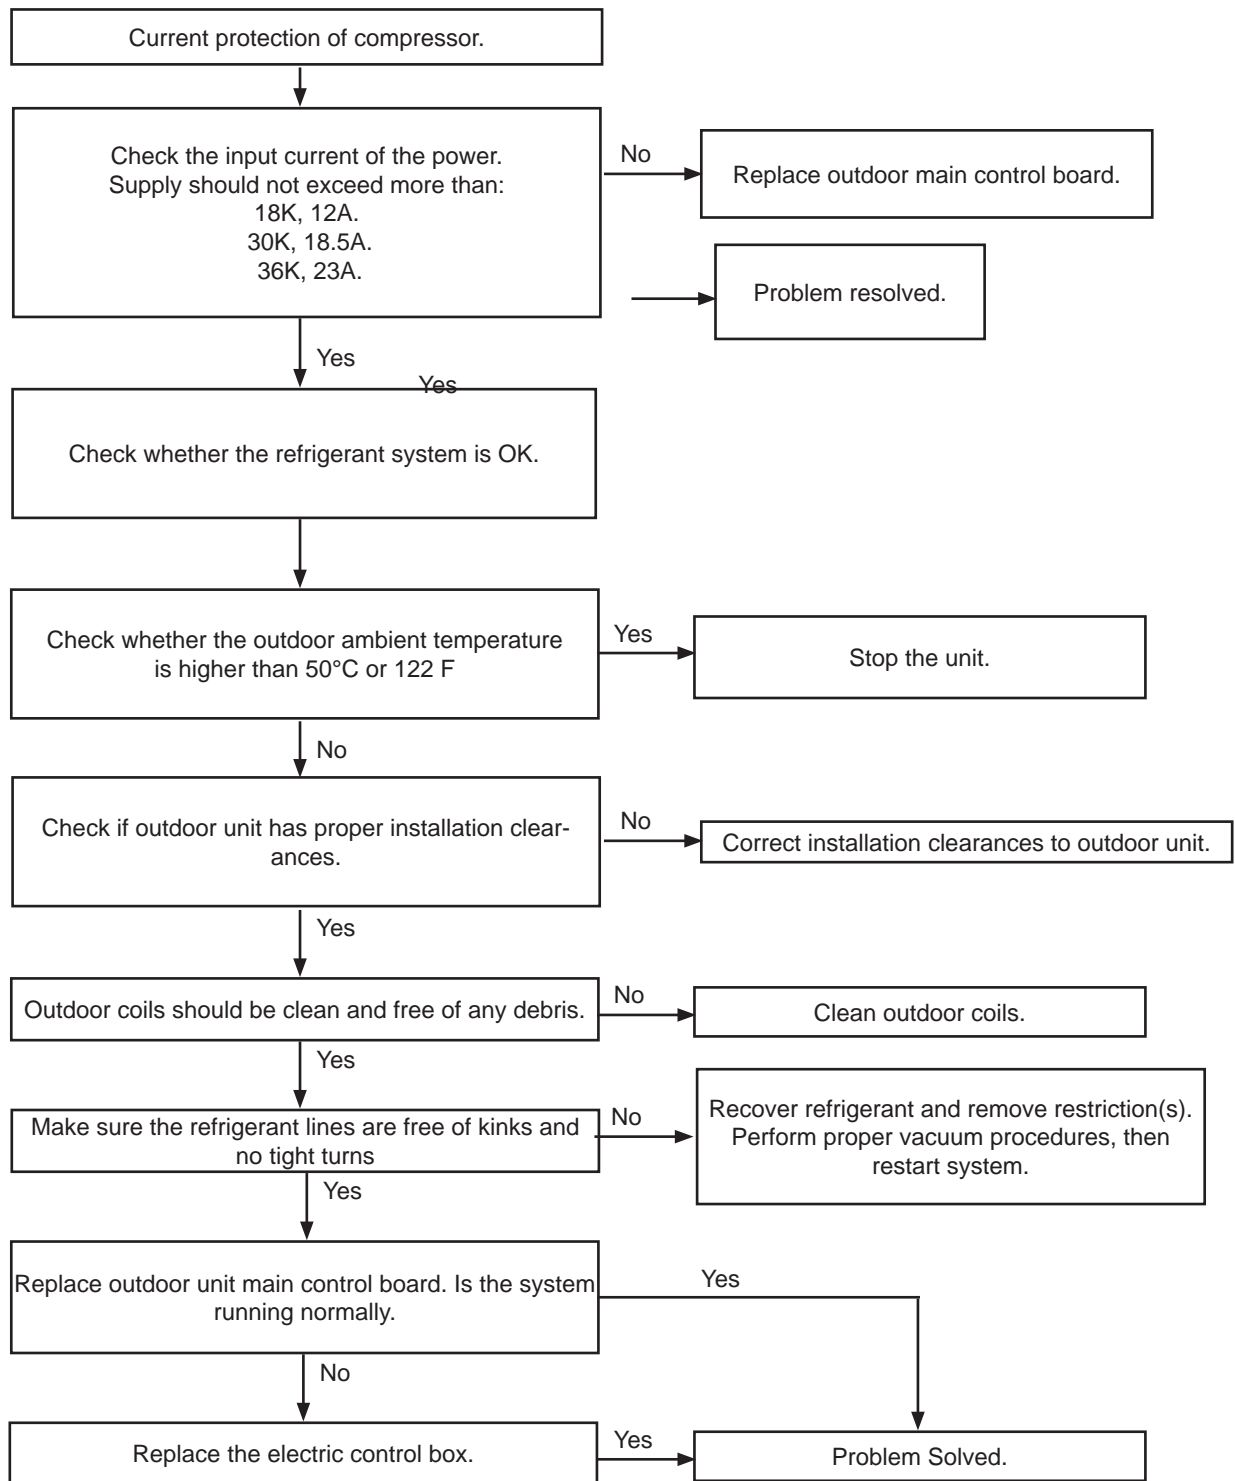 Current protection of compressor.
Check the input current of the power.
Supply should not exceed more than:
18K, 12A.
30K, 18.5A.
36K, 23A.
No
Replace outdoor main control board.
Problem resolved.
Yes
Yes
Check whether the refrigerant system is OK.
Check whether the outdoor ambient temperature
is higher than 50°C or 122 F
Yes
Stop the unit.
No
Check if outdoor unit has proper installation clear-
ances.
No
Correct installation clearances to outdoor unit.
Yes
Outdoor coils should be clean and free of any debris.
No
Clean outdoor coils.
Yes
Make sure the refrigerant lines are free of kinks and
no tight turns
No
Recover refrigerant and remove restriction(s).
Perform proper vacuum procedures, then
restart system.
Yes
Replace outdoor unit main control board. Is the system
running normally.
Yes
No
Replace the electric control box.
Yes
Problem Solved.